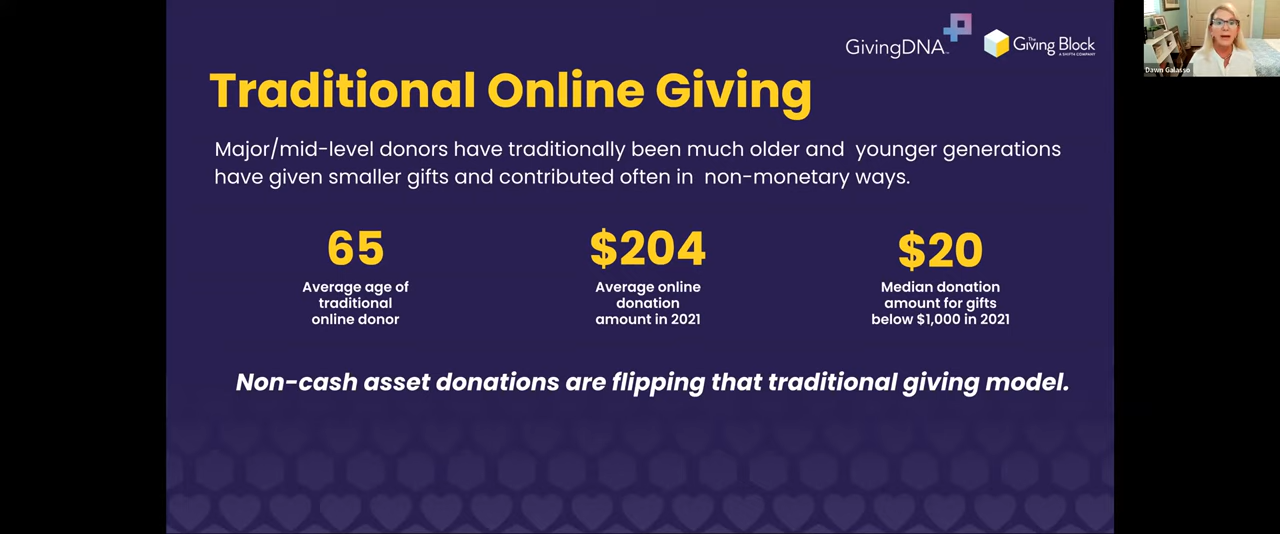 GivingDNA
The
Giving Block
A SHIFT4 COMPANY
Dawn Galasso
Traditional Online Giving
Major/mid-level donors have traditionally been much older and younger generations
have given smaller gifts and contributed often in non-monetary ways.
65
Average age of
traditional
online donor
$204
Average online
donation
amount in 2021
$20
Median donation
amount for gifts
below $1,000 in 2021
Non-cash asset donations are flipping that traditional giving model.